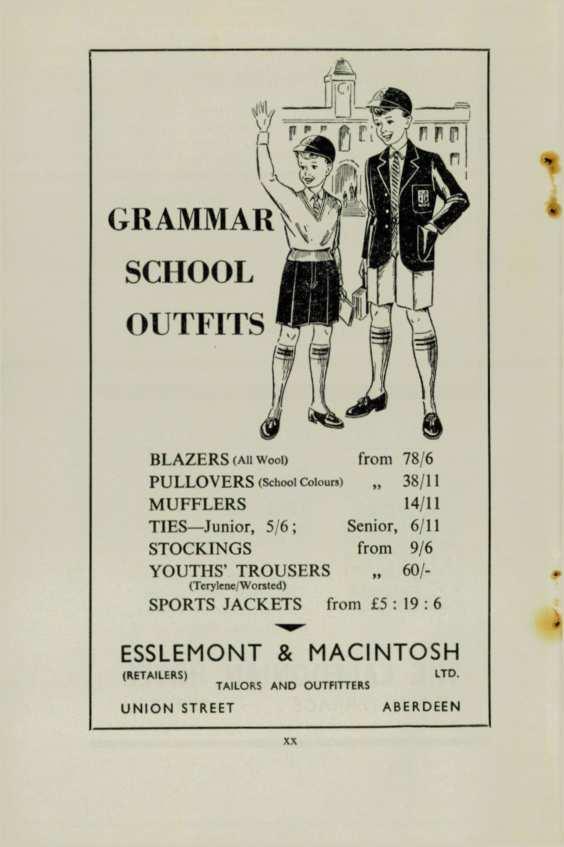 GRAMMAR
SCHOOL
OUTFITS
BLAZERS (All Wool) from 78/6
PULLOVERS (School Colours) „ 38/11
MUFFLERS 14/11
TIES—Junior, 5/6; Senior, 6/11
STOCKINGS from 9/6
YOUTHS' TROUSERS „ 60/-
(Terylene/Worsted)
SPORTS JACKETS from £5 : 19 : 6
ESSLEMONT & MACINTOSH
(RETAILERS) LTD.
TAILORS AND OUTFITTERS
UNION STREET ABERDEEN
xx